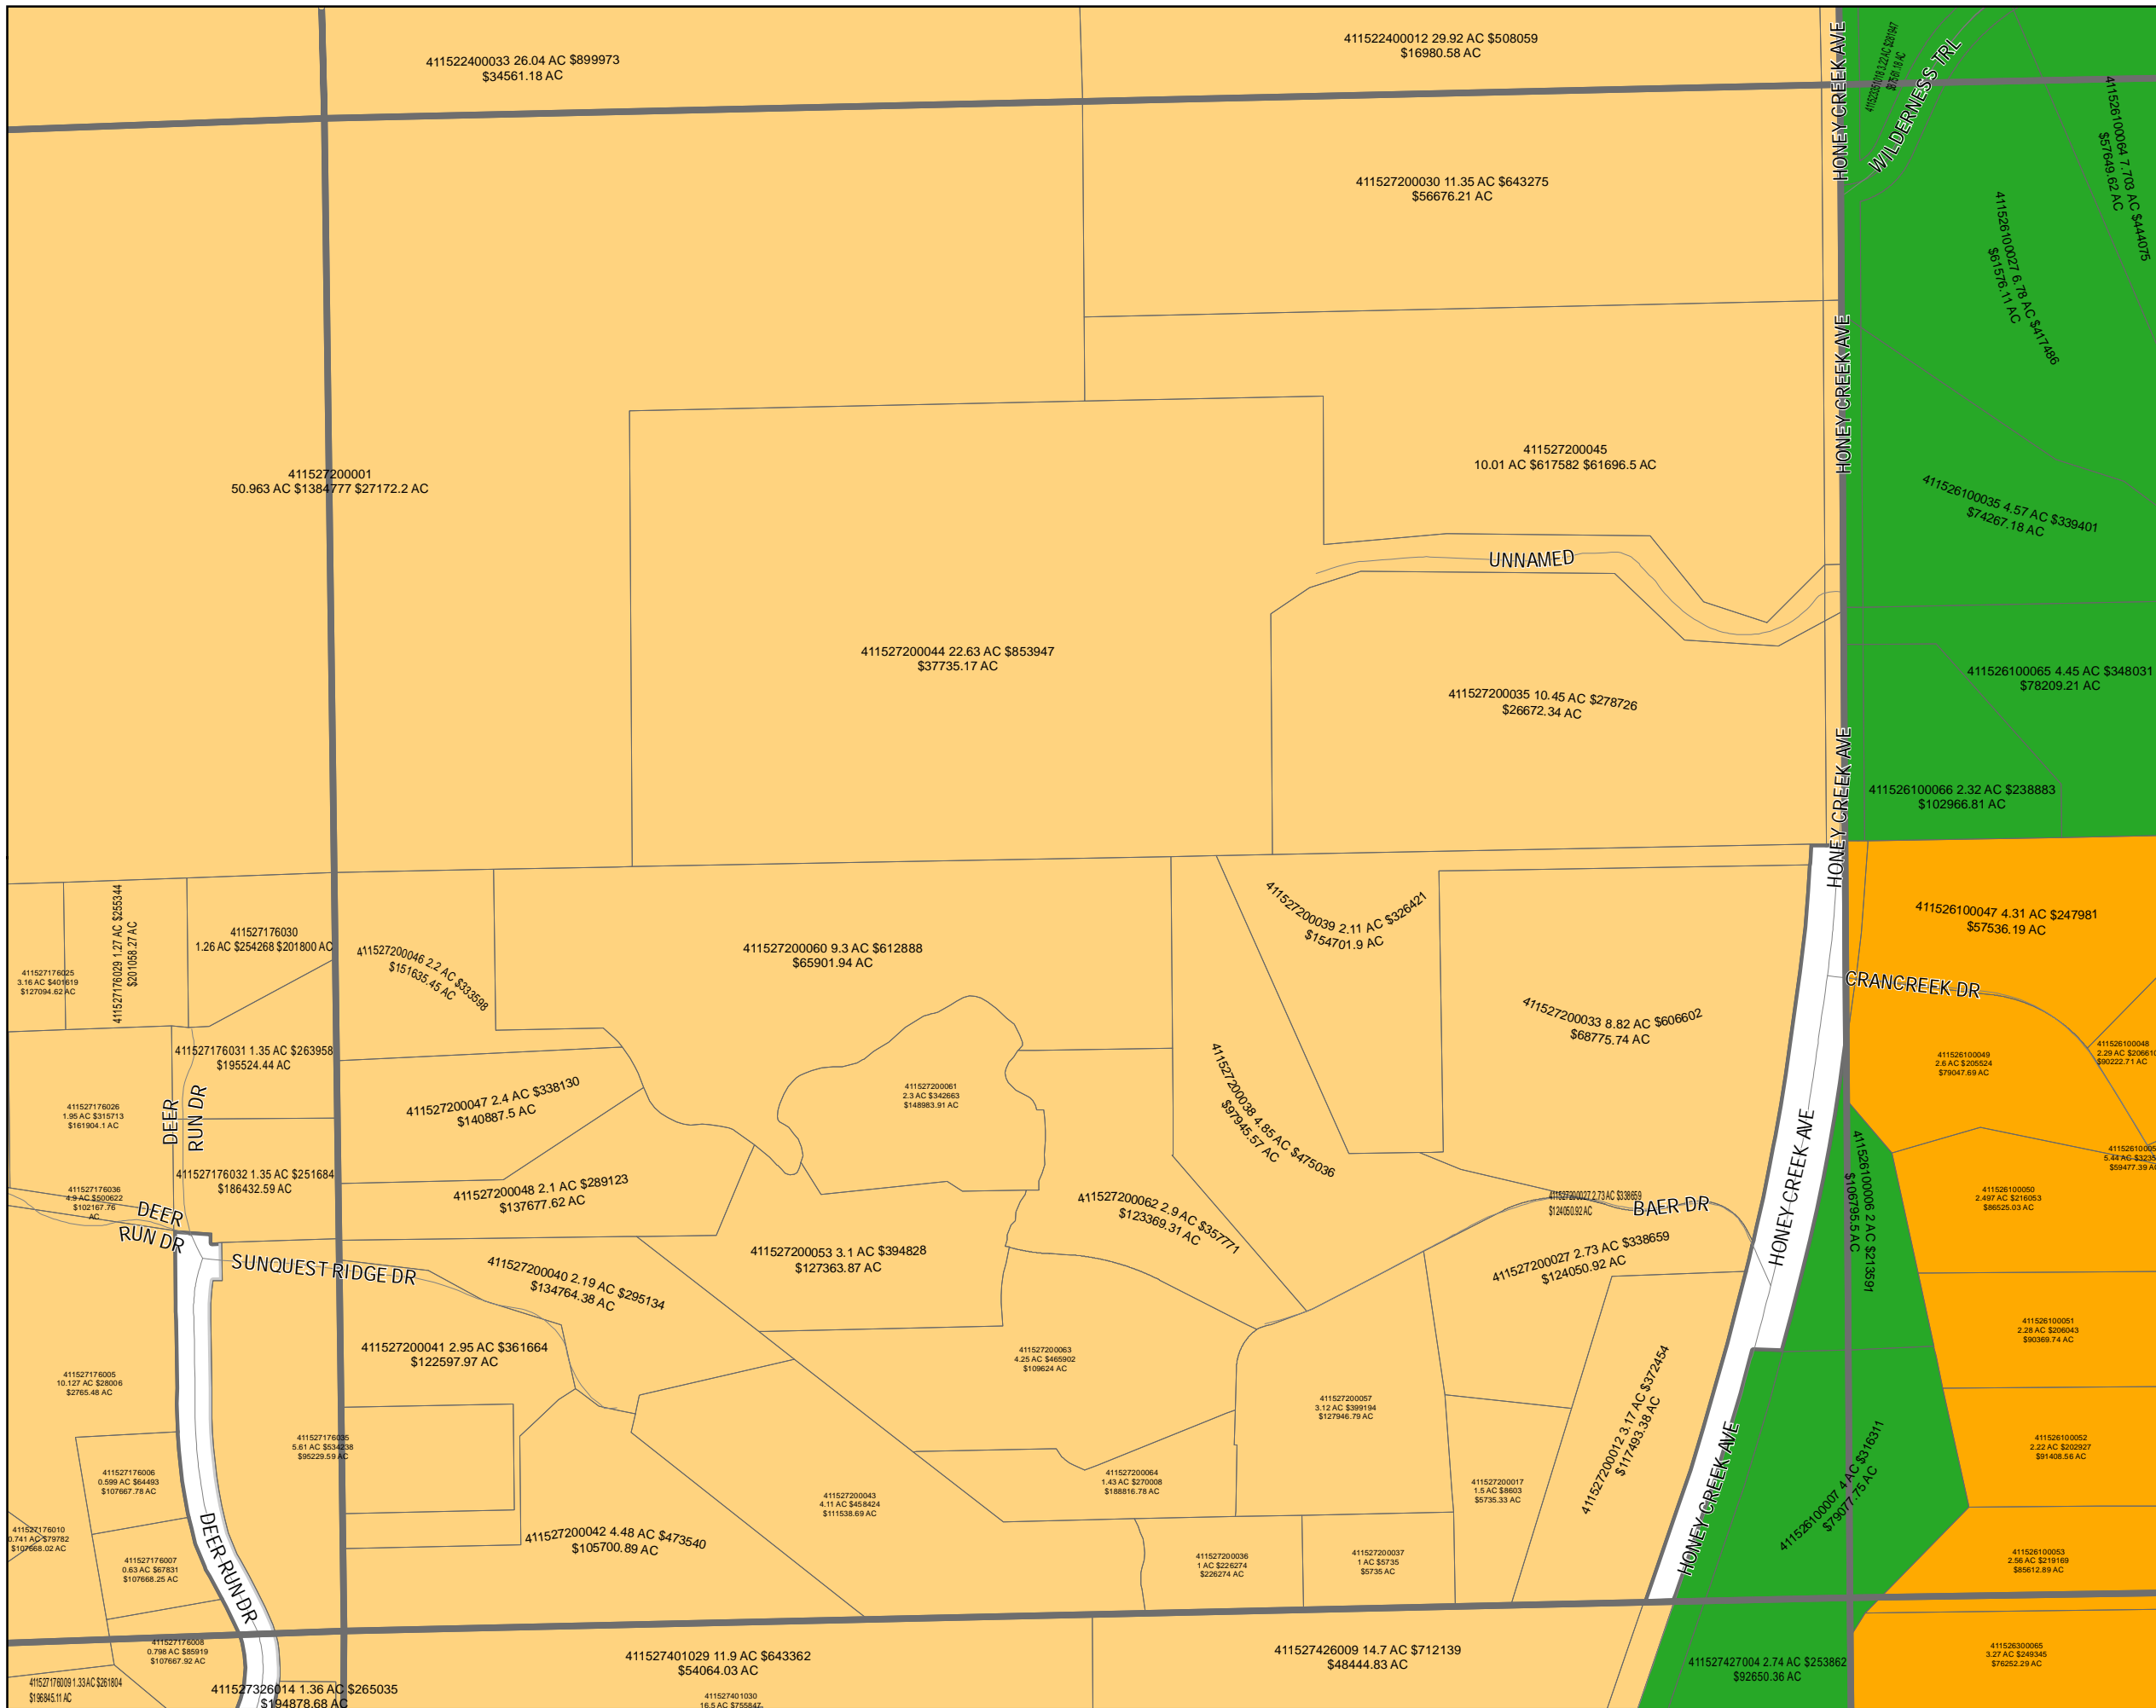 411522400033 26.04 AC $899973
$34561.18 AC
411522400012 29.92 AC $508059
$16980.58 AC
HONEY CREEK AVE
$87561.18 AC
WILDERNESS TRL
411526100064 7.703 AC $444075
$57649.62 AC
411527200030 11.35 AC $643275
$56676.21 AC
411526100027 6.78 AC $417486
$61576.11 AC
HONEY CREEK AVE
411527200001
50.963 AC $1384777 $27172.2 AC
411527200045
10.01 AC $617582 $61696.5 AC
411526100035 4.57 AC $339401
$74267.18 AC
UNNAMED
411527200044 22.63 AC $853947
$37735.17 AC
411527200035 10.45 AC $278726
$26672.34 AC
411526100065 4.45 AC $348031
$78209.21 AC
HONEY CREEK AVE
411526100066 2.32 AC $238883
$102966.81 AC
411527176025
3.16 AC $401619
$127094.62 AC
411527176029 1.27 AC $255344
$201058.27 AC
411527176030
1.26 AC $254268 $201800 AC
411527200046 2.2 AC $333598
$151635.45 AC
411527200060 9.3 AC $612888
$65901.94 AC
411527200039 2.11 AC $326421
$154701.9 AC
411526100047 4.31 AC $247981
$57536.19 AC
CRANCREEK DR
411527200033 8.82 AC $606602
$68775.74 AC
411527176031 1.35 AC $263958
$195524.44 AC
411526100048
2.29 AC $206610
$90222.71 AC
411526100049
2.6 AC $205524
$79047.69 AC
411527176026
1.95 AC $315713
$161904.1 AC
DEER
RUN DR
411527200047 2.4 AC $338130
$140887.5 AC
411527200061
2.3 AC $342663
$148983.91 AC
411527200038 4.85 AC $475036
$97945.57 AC
HONEY CREEK AVE
411526100006 2 AC $213591
$106795.5 AC
$59477.39 AC
411527176032 1.35 AC $251684
$186432.59 AC
411527200048 2.1 AC $289123
$137677.62 AC
411527176036
4.9 AC $500622
$102167.76
AC
DEER
RUN DR
411527200062 2.9 AC $357771
$123369.31 AC
411527200027 2.73 AC $338659
$124050.92 AC
BAER DR
411526100050
2.497 AC $216053
$86525.03 AC
SUNQUEST RIDGE DR
411527200040 2.19 AC $295134
$134764.38 AC
411527200053 3.1 AC $394828
$127363.87 AC
411527200027 2.73 AC $338659
$124050.92 AC
411527200041 2.95 AC $361664
$122597.97 AC
411527200063
4.25 AC $465902
$109624 AC
411526100051
2.28 AC $206043
$90369.74 AC
411527176005
10.127 AC $28006
$2765.48 AC
411527200057
3.12 AC $399194
$127946.79 AC
411527200012 3.17 AC $372454
$117493.38 AC
411527176035
5.61 AC $534238
$95229.59 AC
411526100052
2.22 AC $202927
$91408.56 AC
411527176006
0.599 AC $64493
$107667.78 AC
411527200064
1.43 AC $270008
$188816.78 AC
411527200017
1.5 AC $8603
$5735.33 AC
HONEY CREEK AVE
411526100007 4 AC $316311
$79077.75 AC
411527200043
4.11 AC $458424
$111538.69 AC
411527176010
0.741 AC $79782
$107668.02 AC
411527200042 4.48 AC $473540
$105700.89 AC
DEER RUN DR
411527176007
0.63 AC $67831
$107668.25 AC
411527200036
1 AC $226274
$226274 AC
411527200037
1 AC $5735
$5735 AC
411526100053
2.56 AC $219169
$85612.89 AC
411527176008
0.798 AC $85919
$107667.92 AC
411527176009 1.33 AC $261804
$196845.11 AC
411527326014 1.36 AC $265035
$194878.68 AC
411527401029 11.9 AC $643362
$54064.03 AC
411527401030
16.5 AC $755847
411527426009 14.7 AC $712139
$48444.83 AC
411527427004 2.74 AC $253862
$92650.36 AC
411526300065
3.27 AC $249345
$76252.29 AC